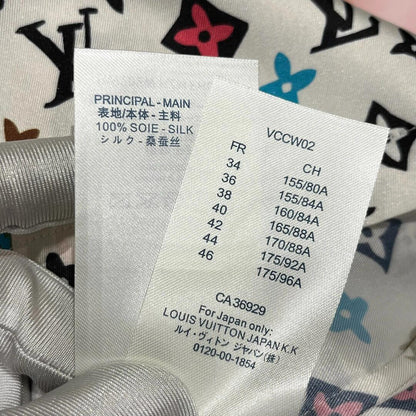 PRINCIPAL - MAIN
表地/本体 - 主料
100% SOIE - SILK
シルク - 桑蚕丝
VCCW02
FR CH
34 155/80A
36 155/84A
38 160/84A
40 165/88A
42 170/88A
44 175/92A
46 175/96A
CA36929
For Japan only:
LOUIS VUITTON JAPAN K.K
ルイ・ヴィトン ジャパン(株)
0120-00-1854